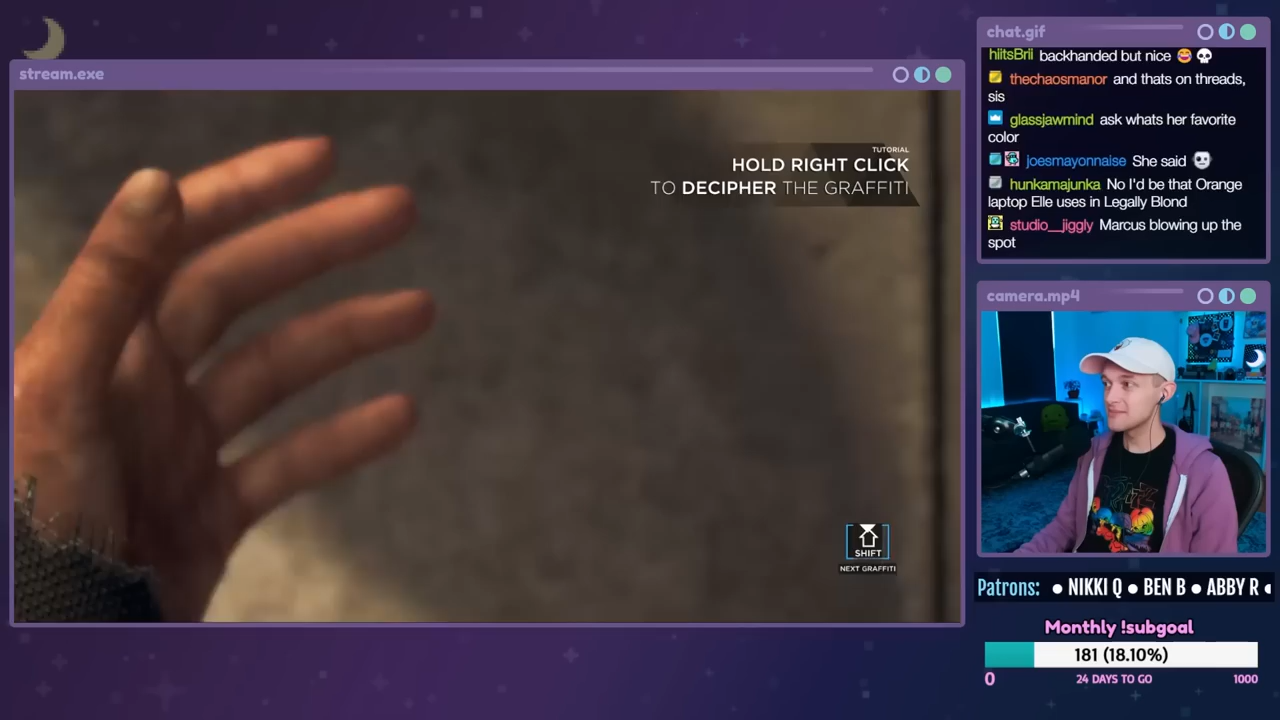 stream.exe
TUTORIAL
HOLD RIGHT CLICK
TO DECIPHER THE GRAFFITI
SHIFT
NEXT GRAFFITI
chat.gif
hiitsBrii backhanded but nice
thechaosmanor and thats on threads,
sis
glassjawmind ask whats her favorite
color
joesmayonnaise She said
hunkamajunka No I'd be that Orange
laptop Elle uses in Legally Blond
studio__jiggly Marcus blowing up the
spot
camera.mp4
Patrons: ● NIKKI Q ● BEN B ● ABBY R
Monthly !subgoal
181 (18.10%)
0 24 DAYS TO GO 1000